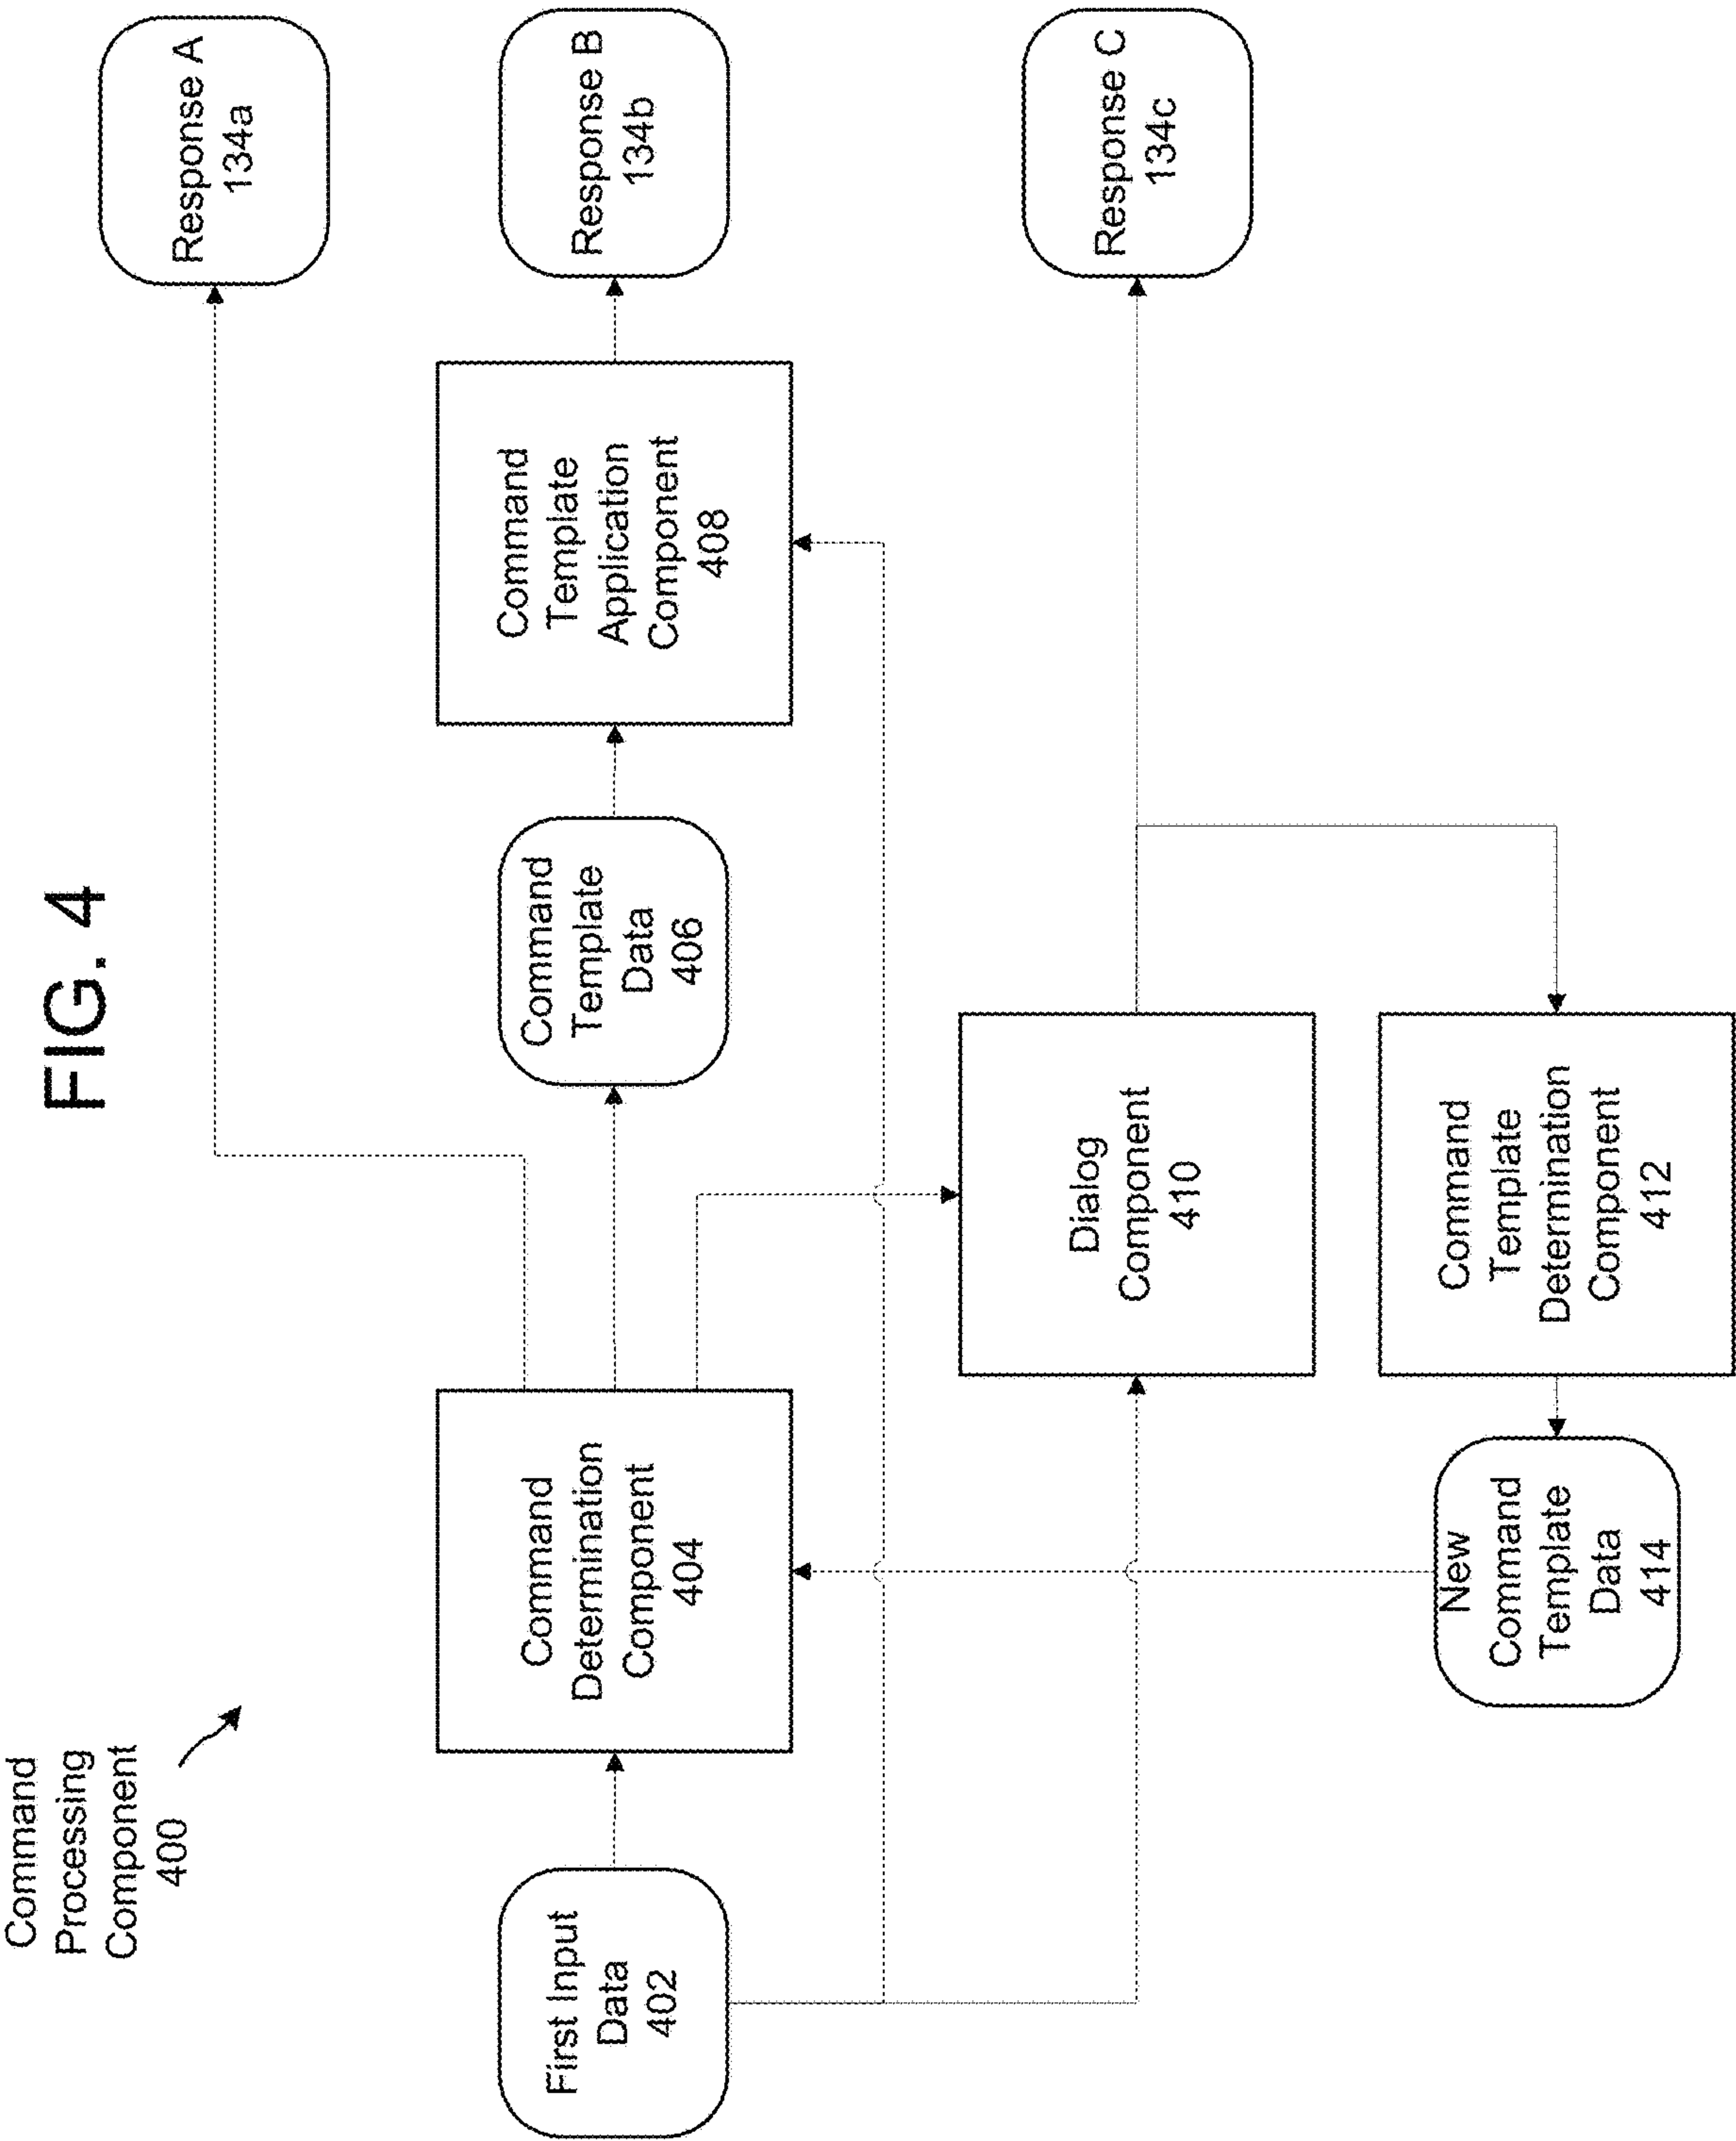 FIG. 4
Command
Processing
Component
400
First Input
Data
402
Command
Determination
Component
404
Command
Template
Data
406
Command
Template
Application
Component
408
Response A
134a
Response B
134b
Dialog
Component
410
Response C
134c
New
Command
Template
Data
414
Command
Template
Determination
Component
412